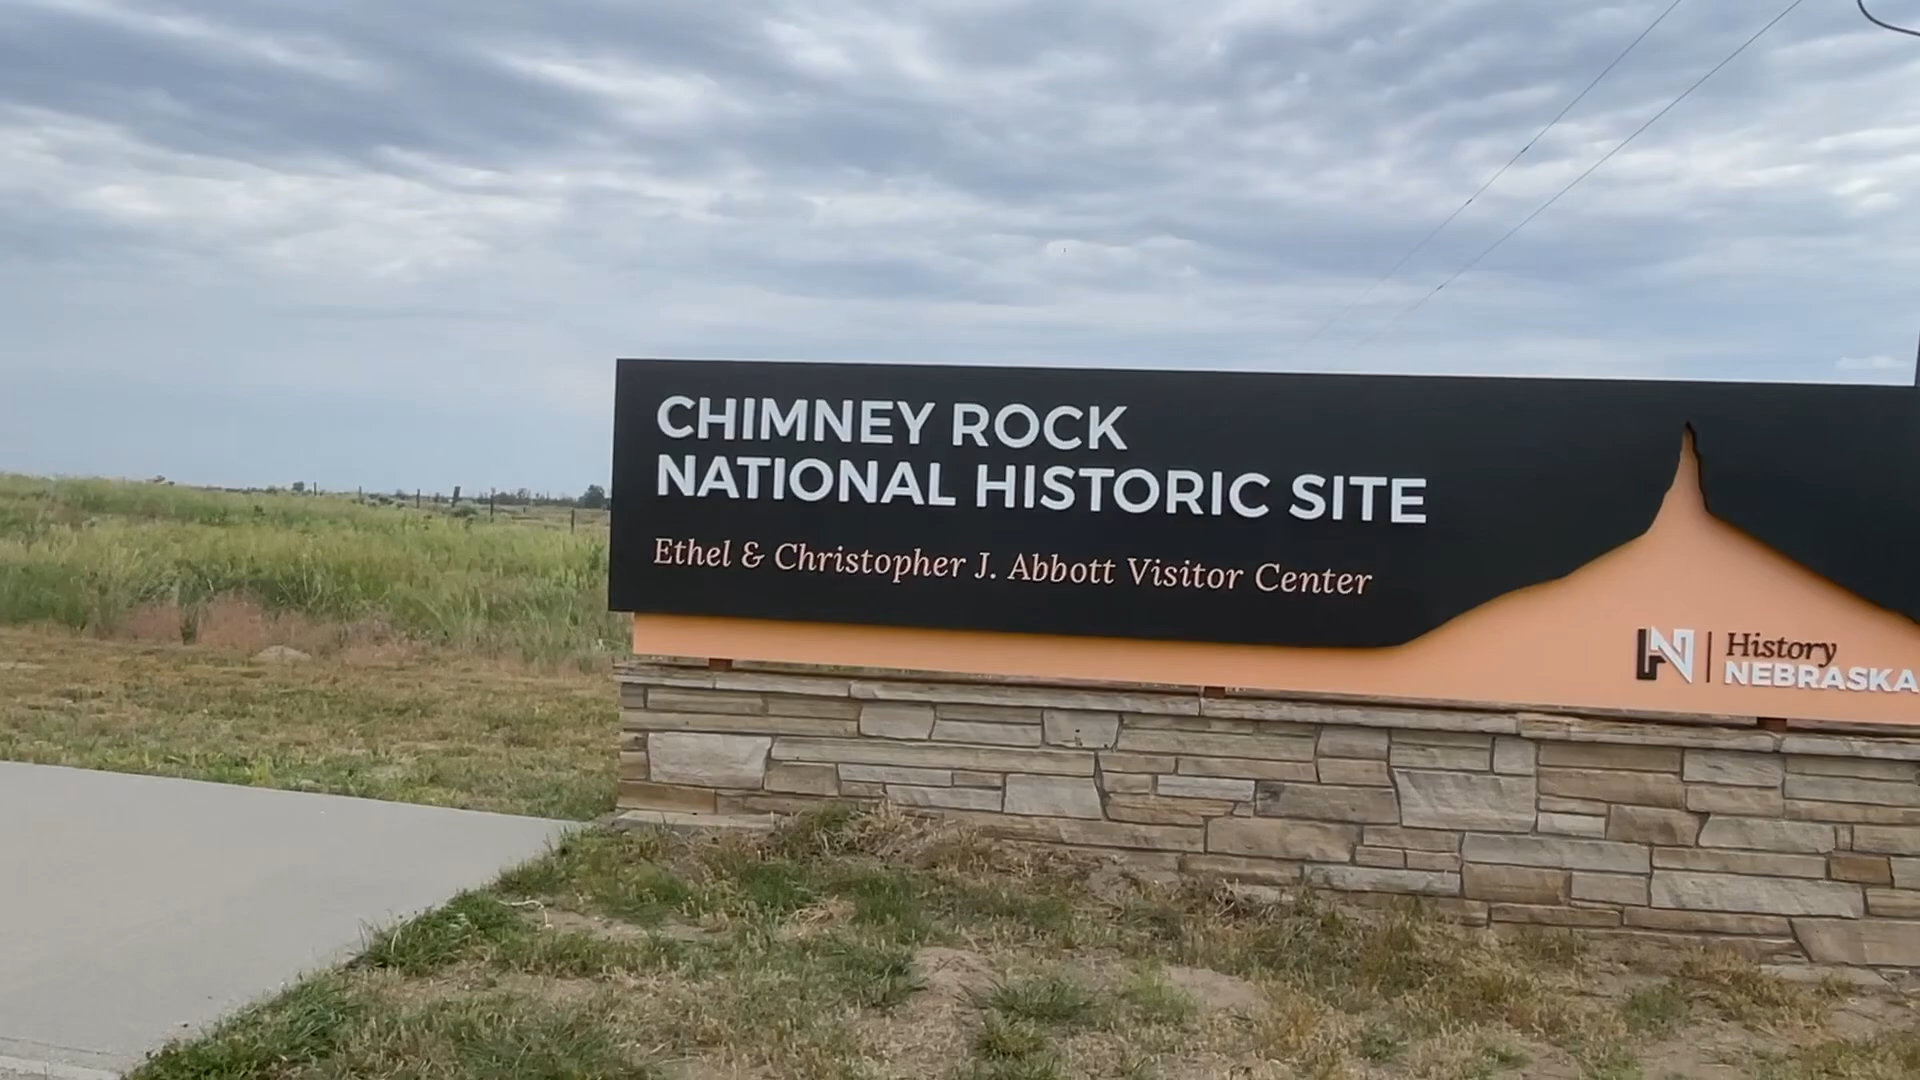 CHIMNEY ROCK
NATIONAL HISTORIC SITE
Ethel & Christopher J. Abbott Visitor Center
History
NEBRASKA